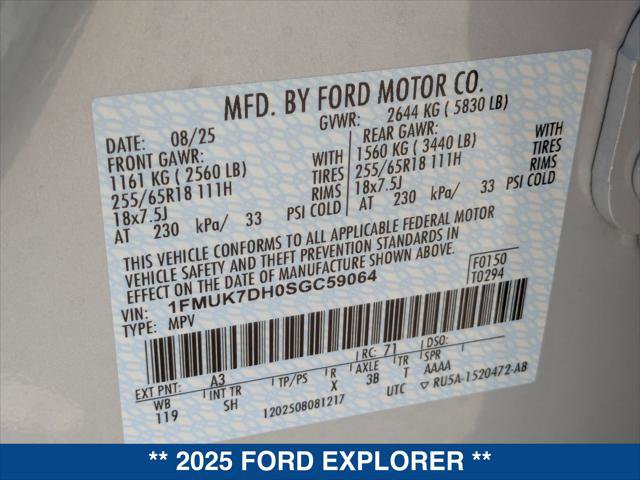 MFD. BY FORD MOTOR CO.
DATE: 08/25 GVWR: 2644 KG ( 5830 LB)
FRONT GAWR: WITH REAR GAWR: WITH
1161 KG ( 2560 LB) TIRES 1560 KG ( 3440 LB) TIRES
255/65R18 111H RIMS 255/65R18 111H RIMS
18x7.5J PSI COLD 18x7.5J PSI COLD
AT 230 kPa/ 33 AT 230 kPa/ 33
THIS VEHICLE CONFORMS TO ALL APPLICABLE FEDERAL MOTOR
VEHICLE SAFETY AND THEFT PREVENTION STANDARDS IN
EFFECT ON THE DATE OF MANUFACTURE SHOWN ABOVE.
VIN: 1FMUK7DH0SGC59064 F0150
TYPE: MPV T0294
EXT PNT: A3 RC: 71 DSO:
WB INT TR TP/PS R AXLE TR SPR
119 SH X 3B T AAAA
1202508081217 UTC ▽ RU5A-1520472-AB
** 2025 FORD EXPLORER **